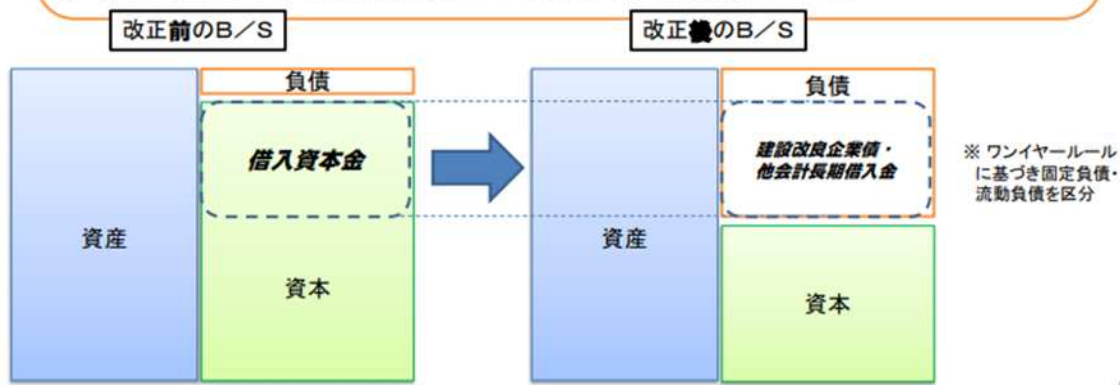 改正前のB/S
改正後のB/S
負債
借入資本金
資産
資本
負債
建設改良企業債・
他会計長期借入金
資産
資本
※ ワンイヤールール
に基づき固定負債・
流動負債を区分